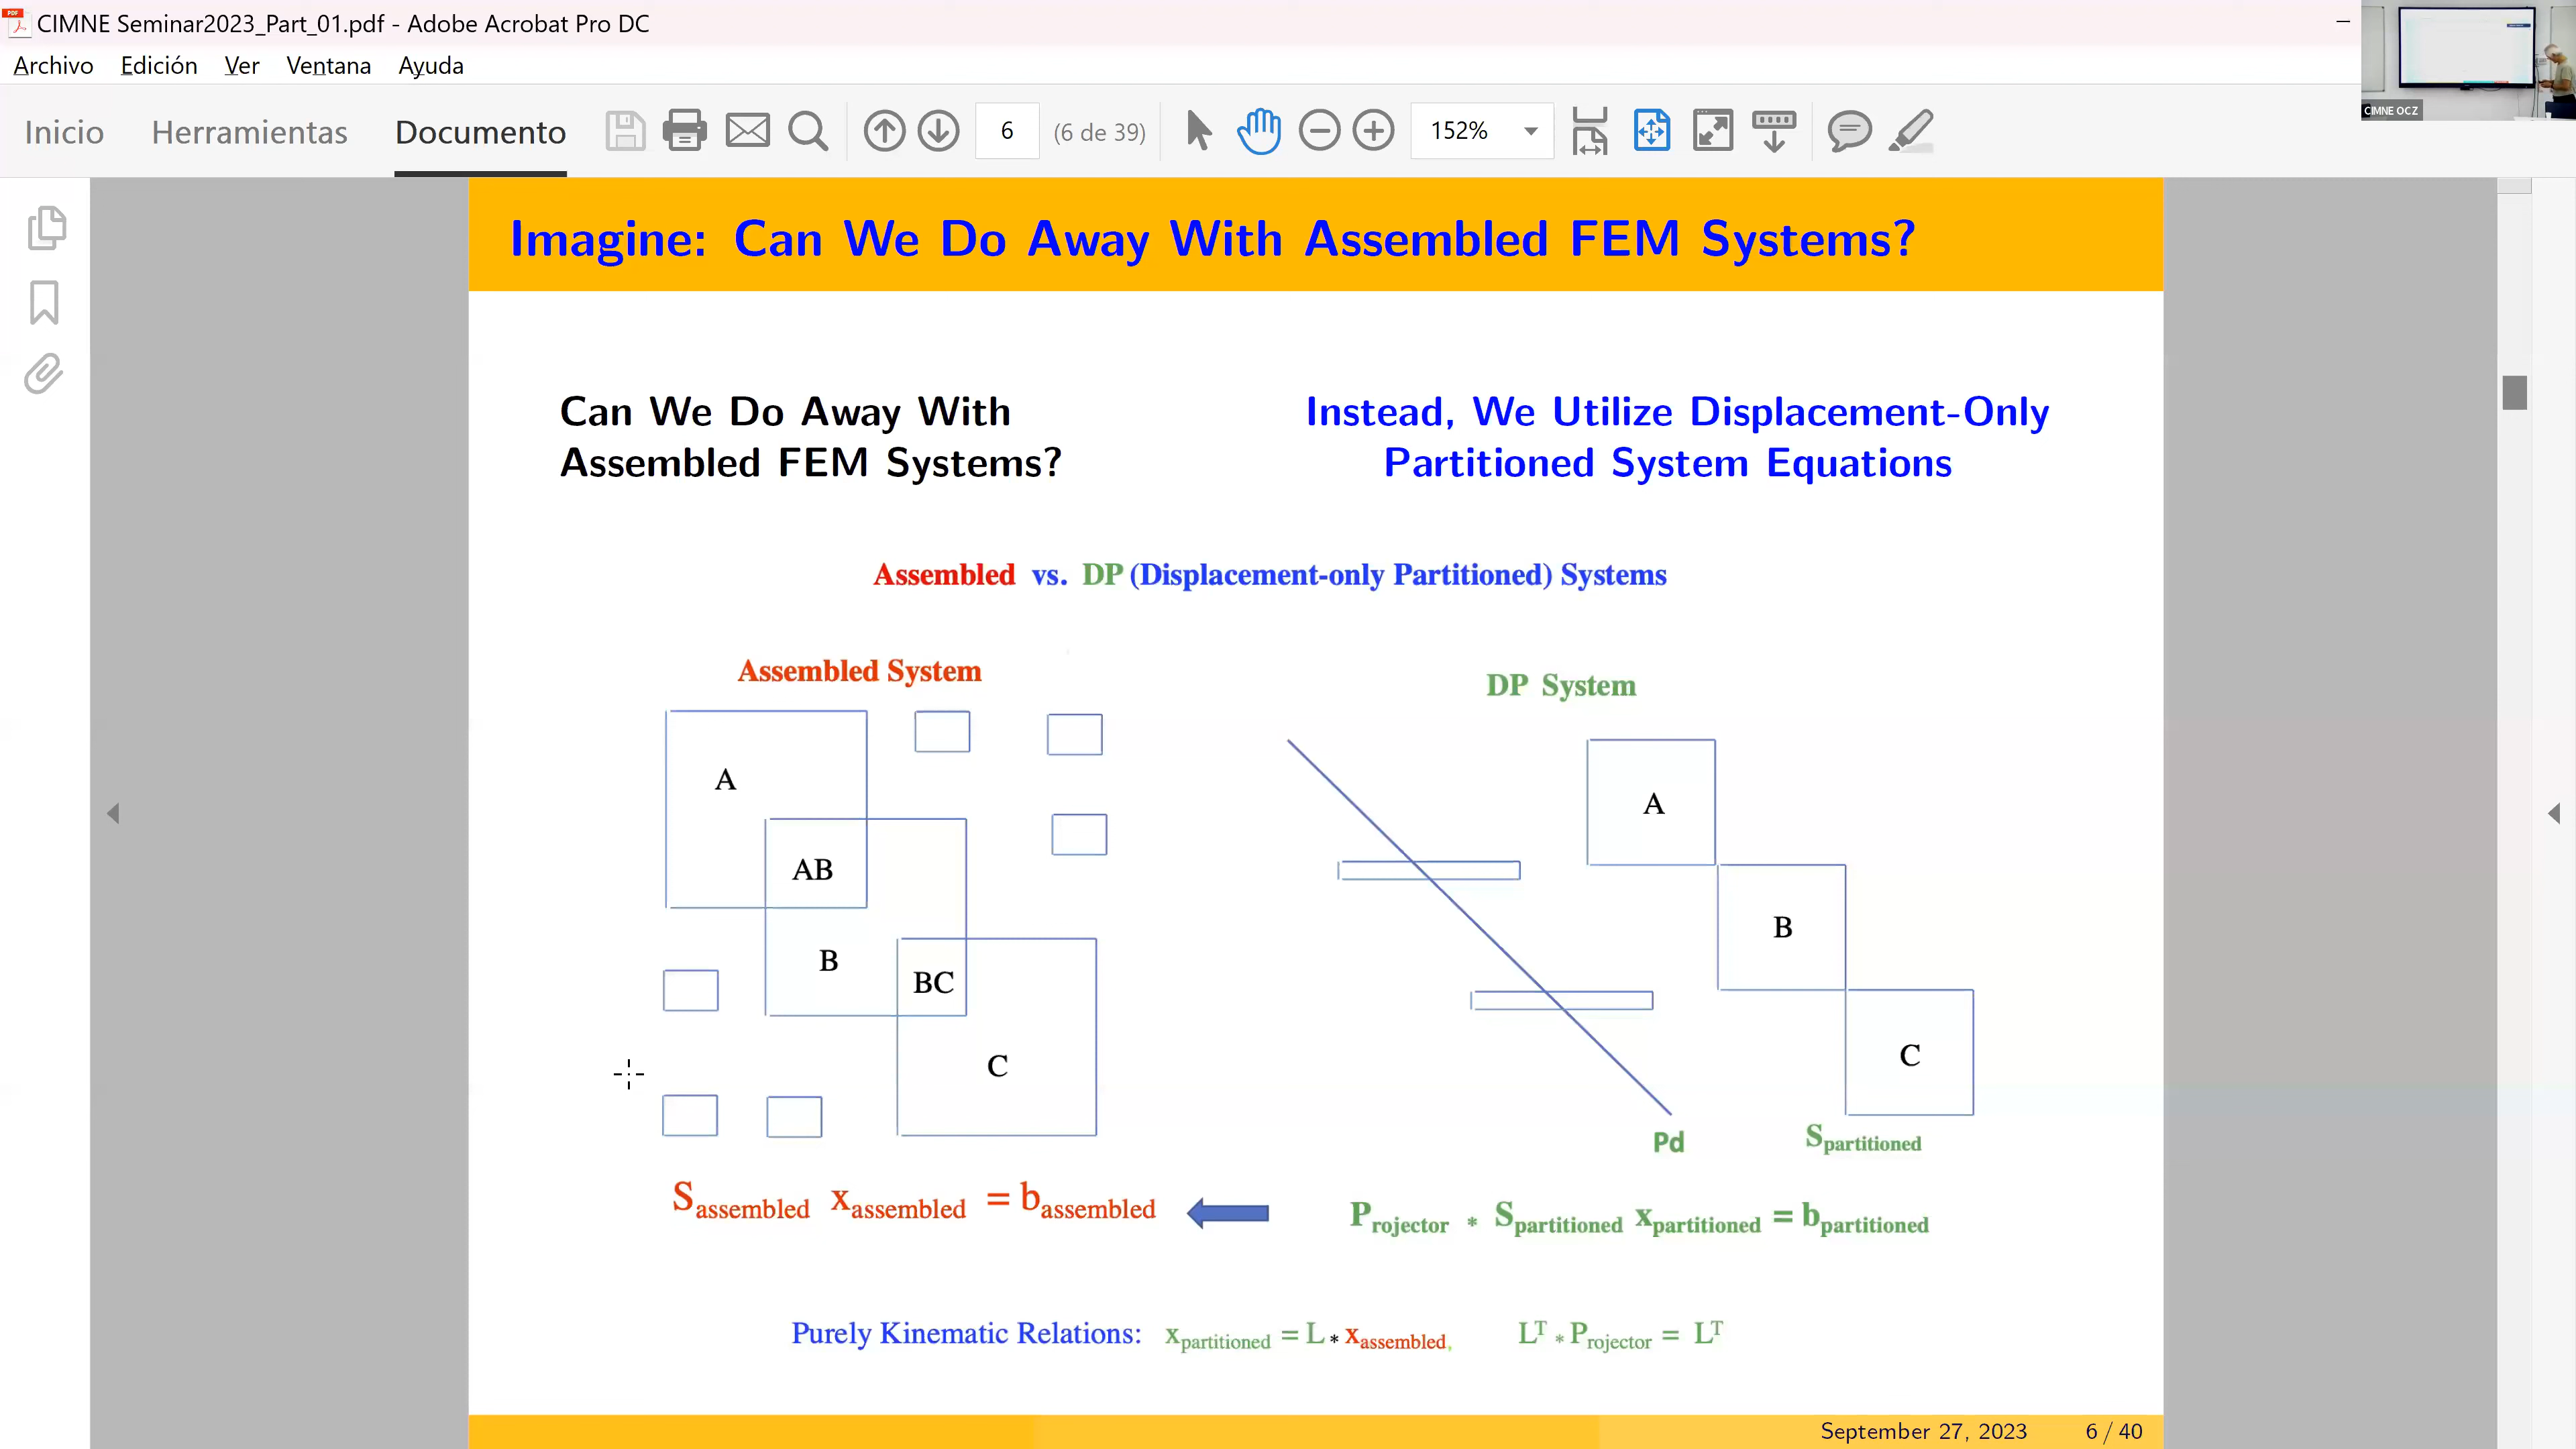 CIMNE Seminar2023_Part_01.pdf - Adobe Acrobat Pro DC
Archivo Edición Ver Ventana Ayuda
Inicio Herramientas Documento 6 (6 de 39) 152%
CIMNE OCZ
Imagine: Can We Do Away With Assembled FEM Systems?
Can We Do Away With
Assembled FEM Systems?
Instead, We Utilize Displacement-Only
Partitioned System Equations
Assembled vs. DP (Displacement-only Partitioned) Systems
Assembled System
A
AB
B
BC
C
DP System
A
B
C
Pd
Spartitioned
Sassembled xassembled = bassembled
Projector * Spartitioned xpartitioned = bpartitioned
Purely Kinematic Relations: xpartitioned = L * xassembled, L^T * Projector = L^T
September 27, 2023 6 / 40